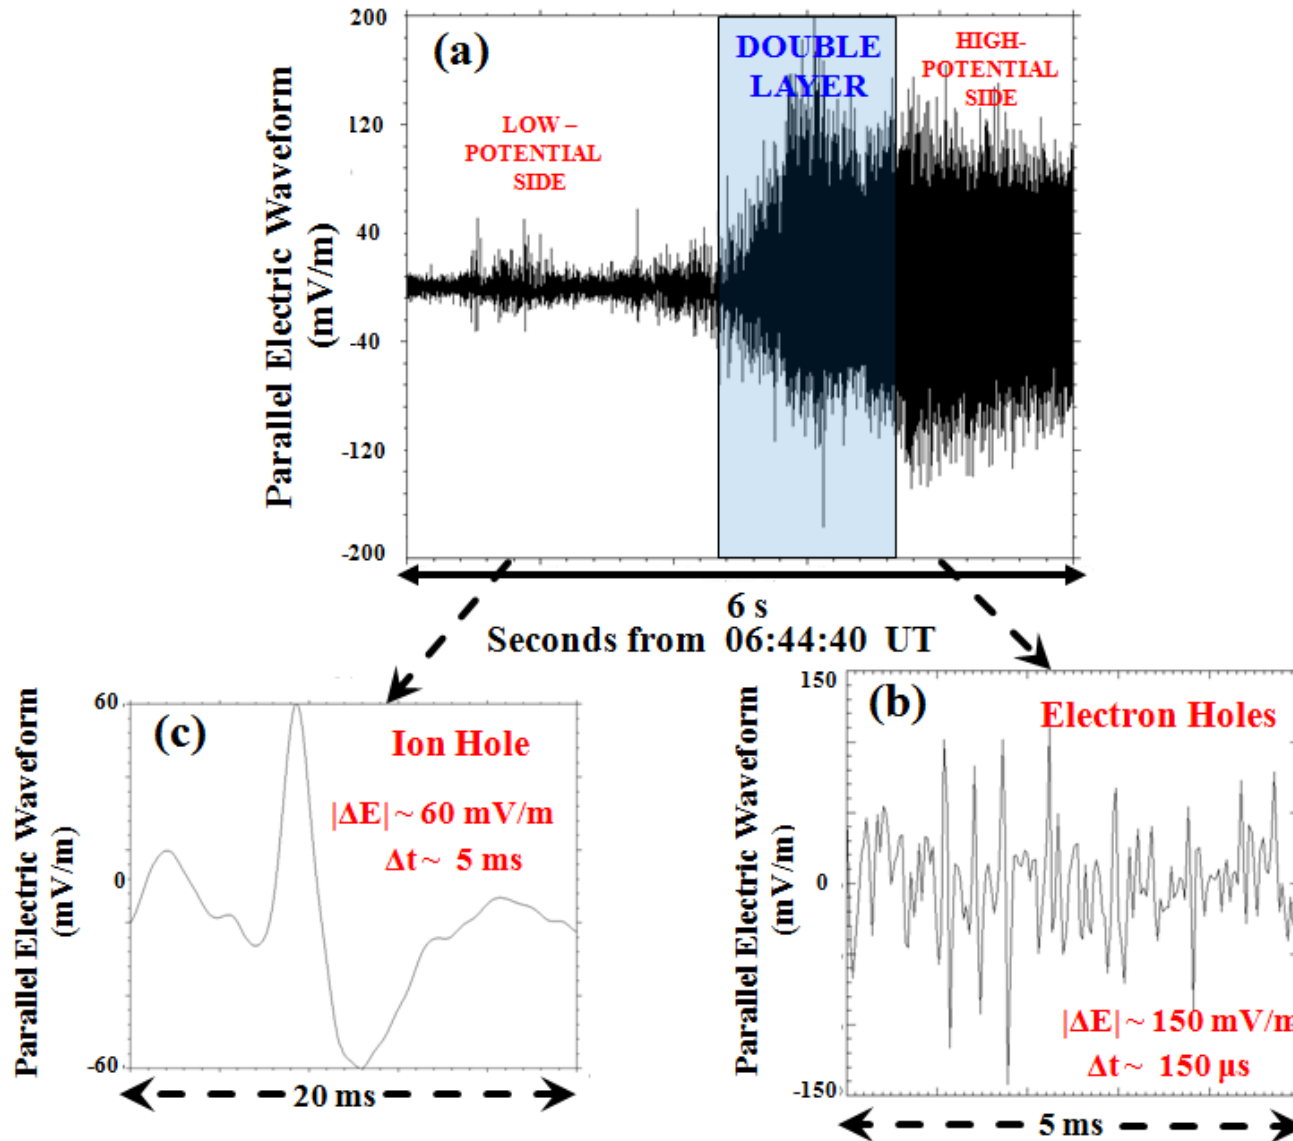 (a)
DOUBLE
LAYER
HIGH-
POTENTIAL
SIDE
LOW –
POTENTIAL
SIDE
Parallel Electric Waveform
(mV/m)
200
120
40
-40
-120
-200
6 s
Seconds from 06:44:40 UT
(c)
Ion Hole
|ΔE| ~ 60 mV/m
Δt ~ 5 ms
Parallel Electric Waveform
(mV/m)
60
0
-60
20 ms
(b)
Electron Holes
|ΔE| ~ 150 mV/m
Δt ~ 150 µs
Parallel Electric Waveform
(mV/m)
150
0
-150
5 ms